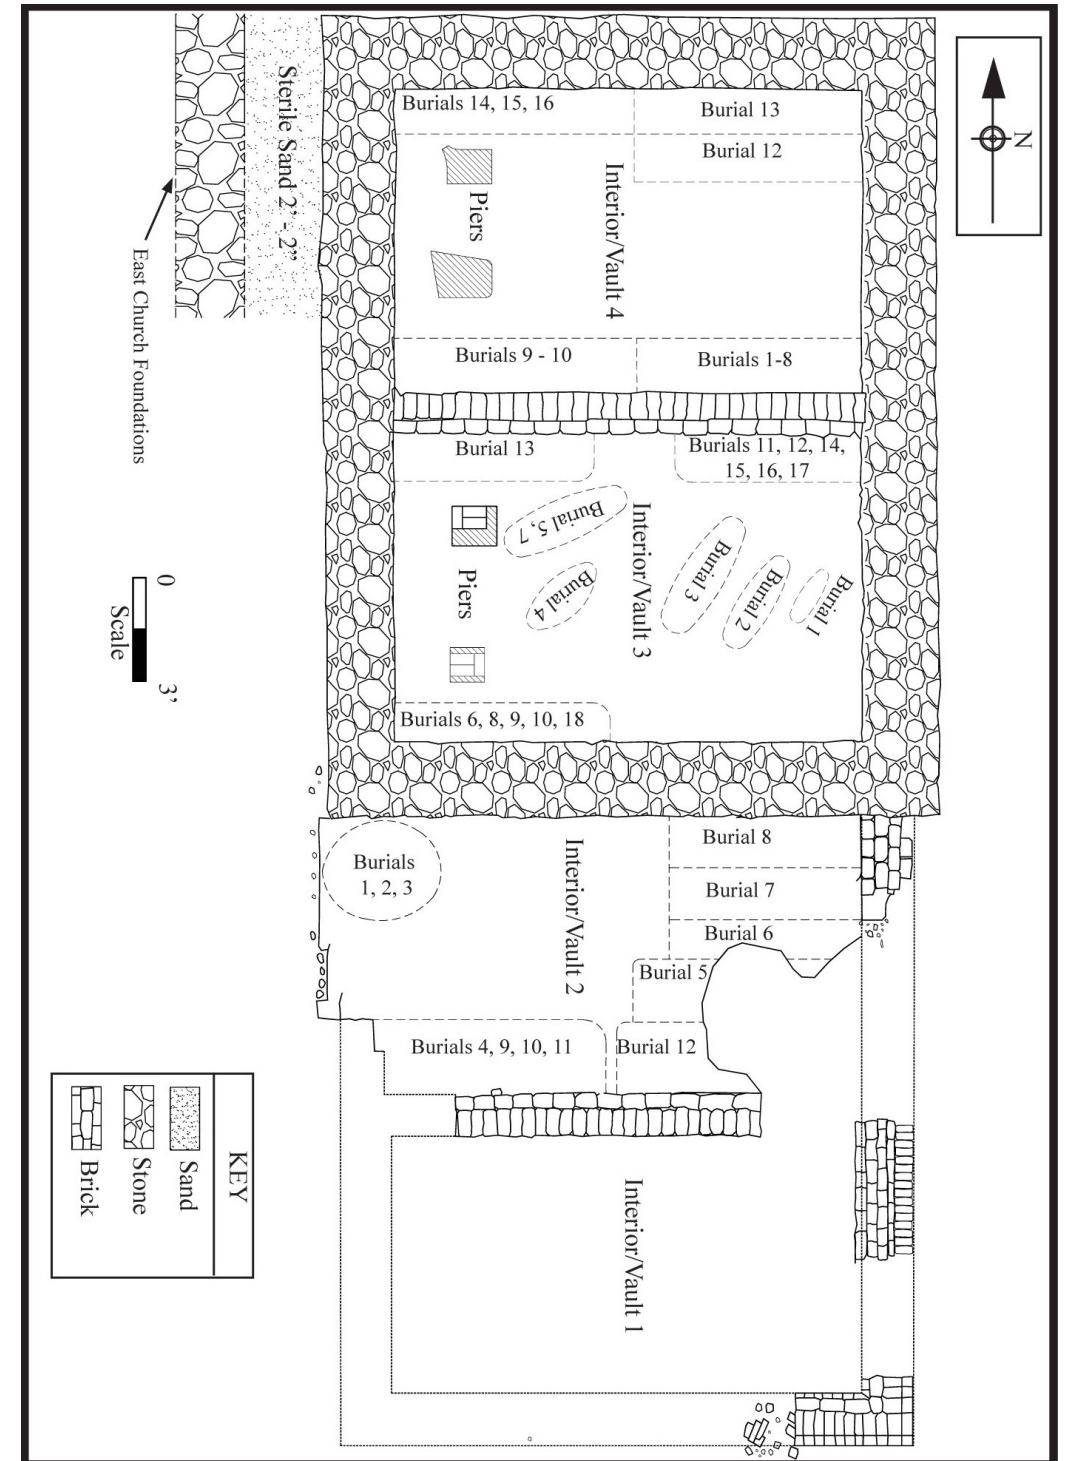 N
Sterile Sand 2' - 2"
East Church Foundations
Burials 14, 15, 16
Burial 13
Burial 12
Piers
Interior/Vault 4
Burials 9 - 10
Burials 1-8
Burial 13
Burials 11, 12, 14,
15, 16, 17
Burial 5, 7
Interior/Vault 3
Burial 3
Burial 2
Burial 1
Burial 4
Piers
0
3'
Scale
Burials 6, 8, 9, 10, 18
Burials
1, 2, 3
Interior/Vault 2
Burial 8
Burial 7
Burial 6
Burial 5
Burials 4, 9, 10, 11
Burial 12
Interior/Vault 1
KEY
Sand
Stone
Brick